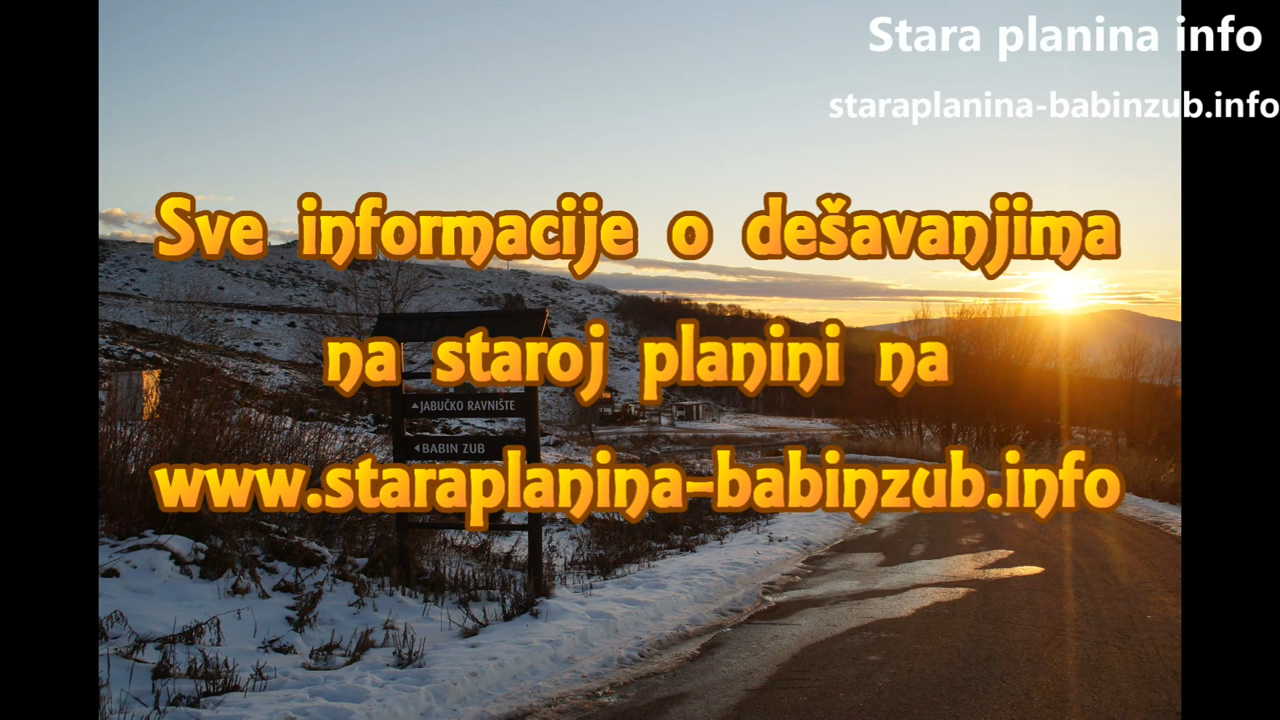 Stara planina info
staraplanina-babinzub.info
Sve informacije o dešavanjima
na staroj planini na
JABUČKO RAVNIŠTE
BABIN ZUB
www.staraplanina-babinzub.info